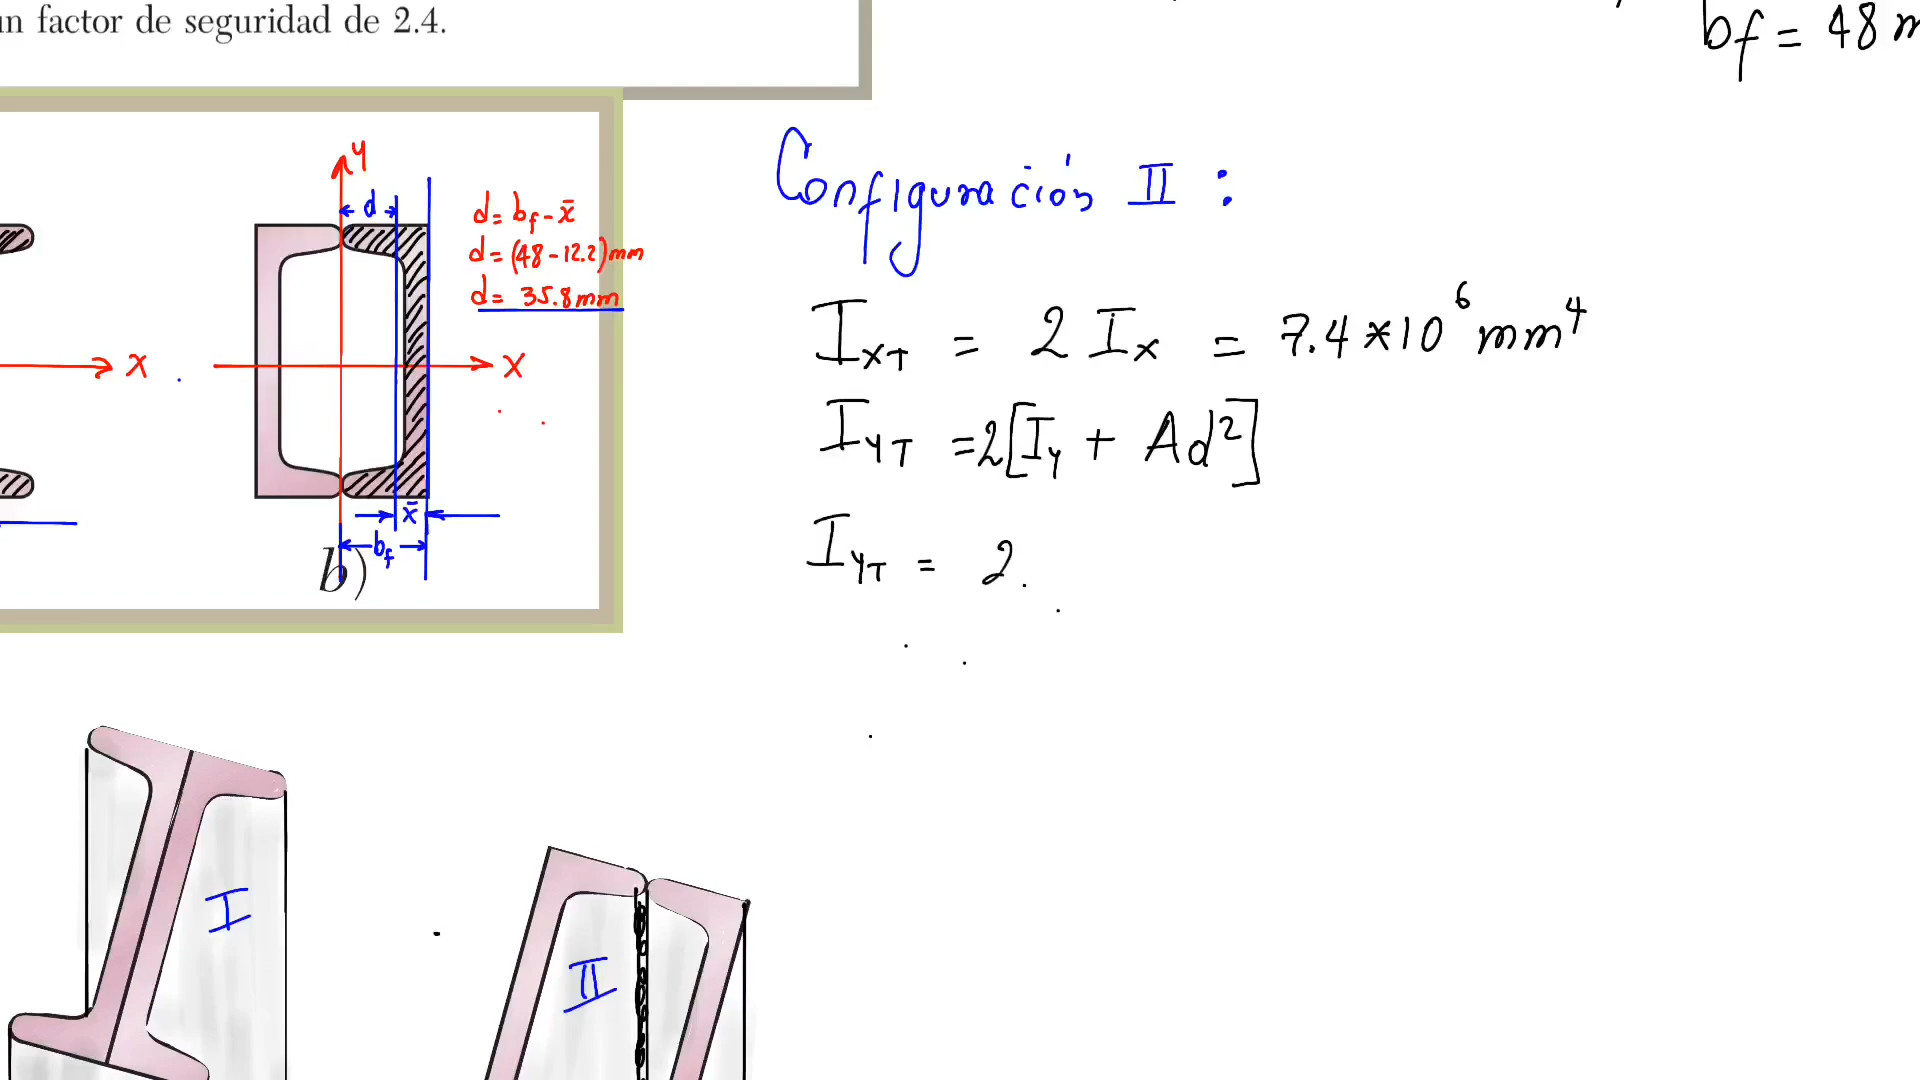 n factor de seguridad de 2.4.
bf = 48 m
Configuración II :
y
d
d = bf - x̄
d = (48 - 12.2) mm
d = 35.8 mm
x
x
x̄
bf
b)
IxT = 2 Ix = 7.4 * 10⁶ mm⁴
IyT = 2[Iy + Ad²]
IyT = 2.
I
II